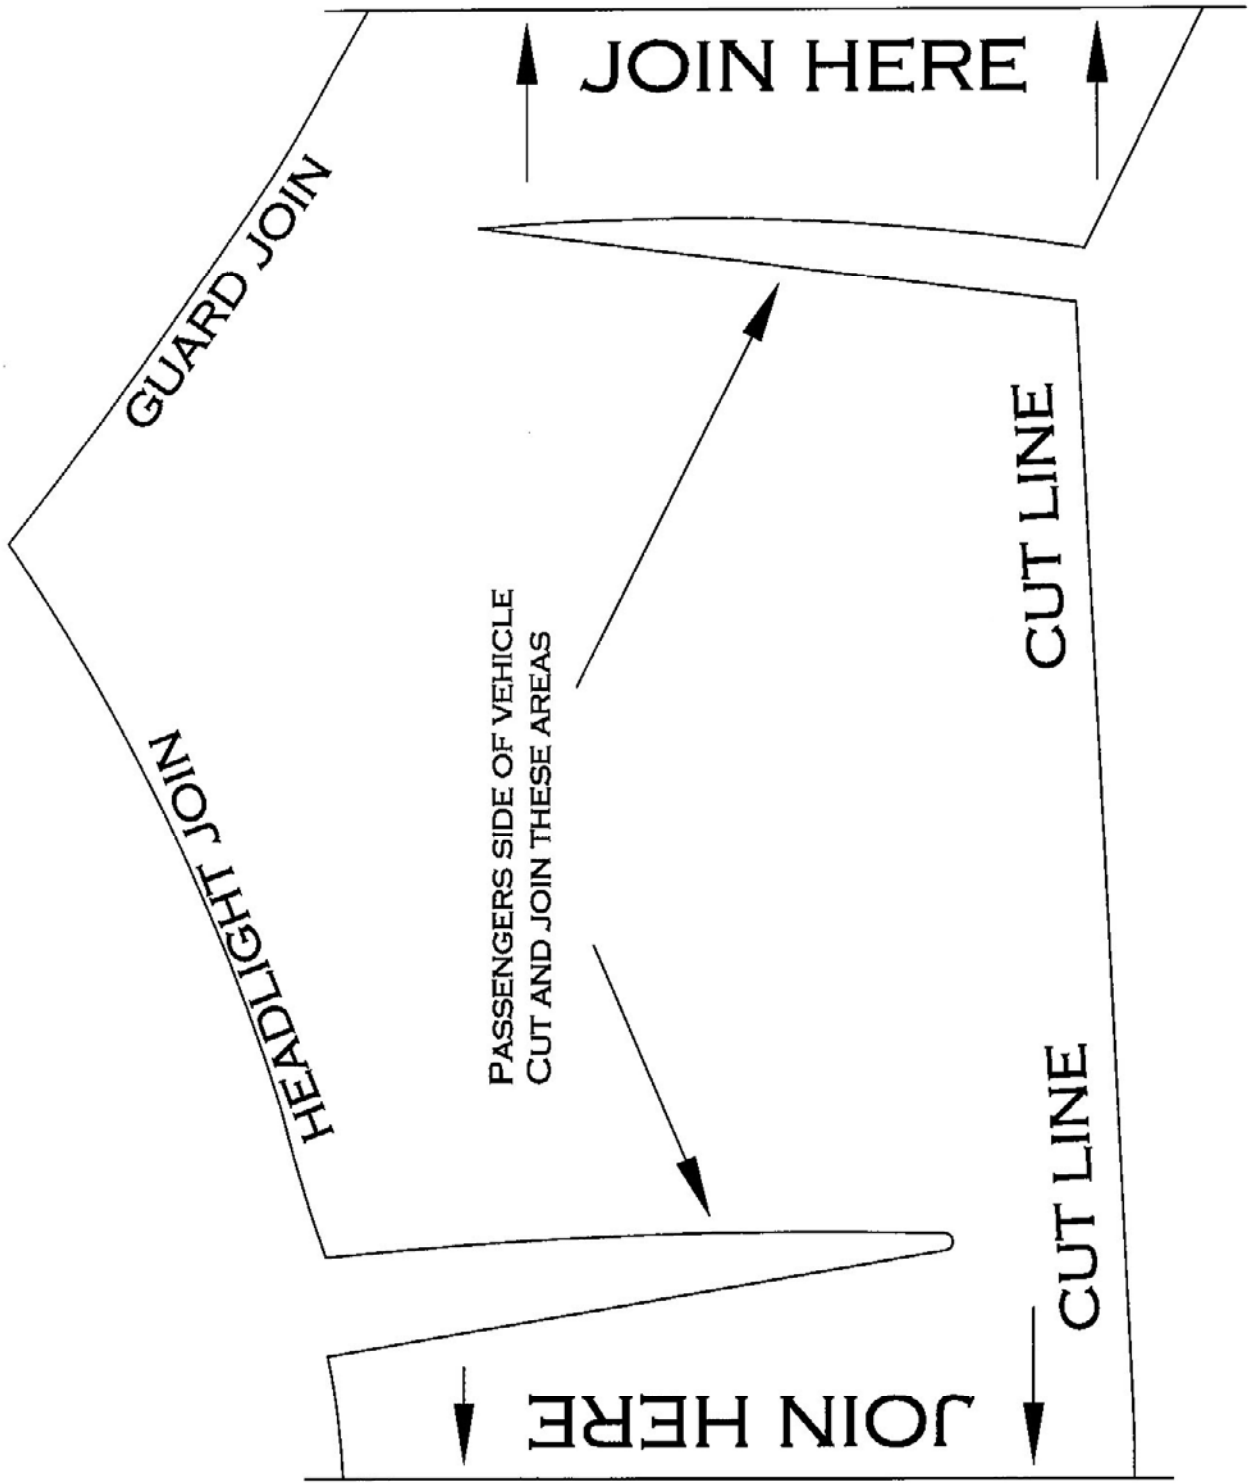 JOIN HERE
GUARD JOIN
CUT LINE
PASSENGERS SIDE OF VEHICLE
CUT AND JOIN THESE AREAS
HEADLIGHT JOIN
CUT LINE
JOIN HERE